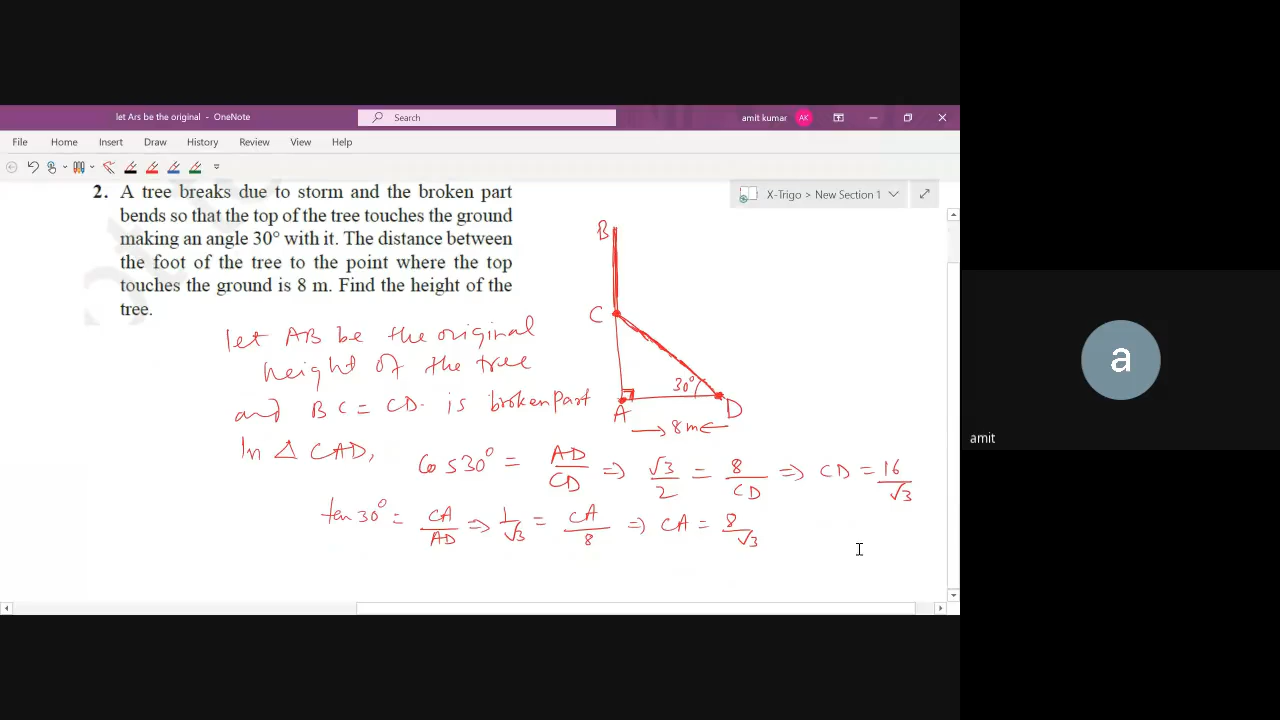 let Ars be the original - OneNote
Search
amit kumar AK
File Home Insert Draw History Review View Help
X-Trigo > New Section 1
2. A tree breaks due to storm and the broken part
bends so that the top of the tree touches the ground
making an angle 30° with it. The distance between
the foot of the tree to the point where the top
touches the ground is 8 m. Find the height of the
tree.
B
C
30°
A
D
8m
let AB be the original
height of the tree
and BC = CD. is broken part
In △ CAD,
Cos30° = AD/CD ⇒ √3/2 = 8/CD ⇒ CD = 16/√3
tan30° = CA/AD ⇒ 1/√3 = CA/8 ⇒ CA = 8/√3
a
amit